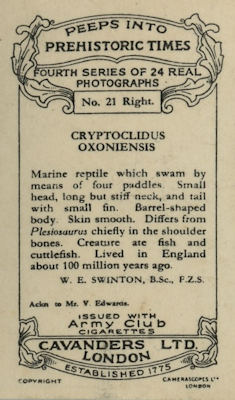 PEEPS INTO
PREHISTORIC TIMES
FOURTH SERIES OF 24 REAL
PHOTOGRAPHS
No. 21 Right.
CRYPTOCLIDUS
OXONIENSIS
Marine reptile which swam by
means of four paddles. Small
head, long but stiff neck, and tail
with small fin. Barrel-shaped
body. Skin smooth. Differs from
Plesiosaurus chiefly in the shoulder
bones. Creature ate fish and
cuttlefish. Lived in England
about 100 million years ago.
W. E. SWINTON, B.Sc., F.Z.S.
Ackn to Mr. V. Edwards.
ISSUED WITH
Army Club
CIGARETTES
CAVANDERS LTD.
LONDON
ESTABLISHED 1775
COPYRIGHT
CAMERASCOPES LTD
LONDON